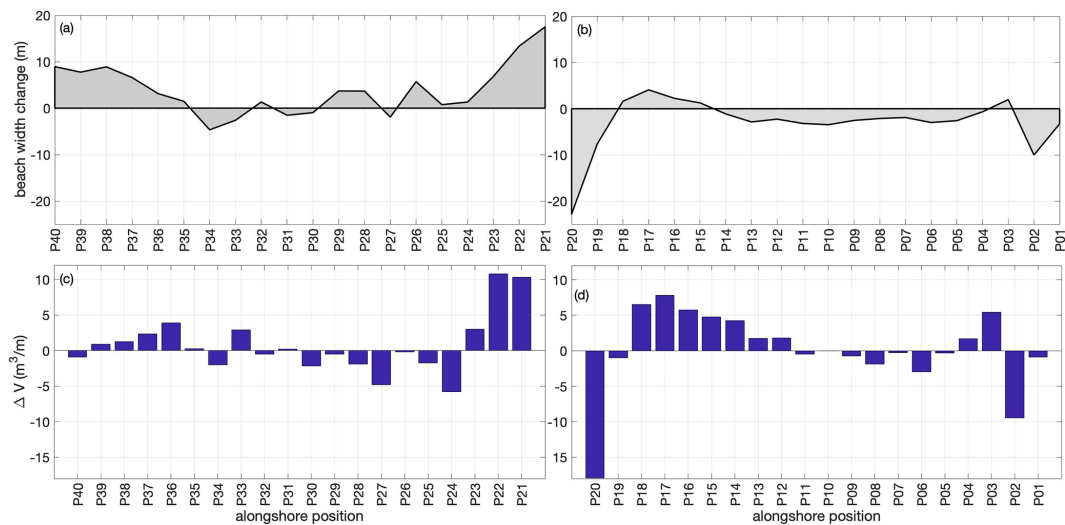 (a)
beach width change (m)
20
10
0
-10
-20
P40 P39 P38 P37 P36 P35 P34 P33 P32 P31 P30 P29 P28 P27 P26 P25 P24 P23 P22 P21
(b)
20
10
0
-10
-20
P20 P19 P18 P17 P16 P15 P14 P13 P12 P11 P10 P09 P08 P07 P06 P05 P04 P03 P02 P01
(c)
Δ V (m³/m)
10
5
0
-5
-10
-15
P40 P39 P38 P37 P36 P35 P34 P33 P32 P31 P30 P29 P28 P27 P26 P25 P24 P23 P22 P21
alongshore position
(d)
10
5
0
-5
-10
-15
P20 P19 P18 P17 P16 P15 P14 P13 P12 P11 P10 P09 P08 P07 P06 P05 P04 P03 P02 P01
alongshore position